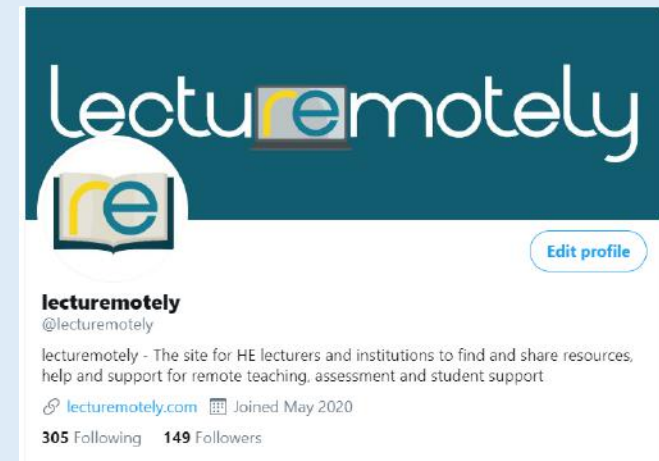 lecturemotely
re
Edit profile
lecturemotely
@lecturemotely
lecturemotely - The site for HE lecturers and institutions to find and share resources,
help and support for remote teaching, assessment and student support
lecturemotely.com Joined May 2020
305 Following 149 Followers